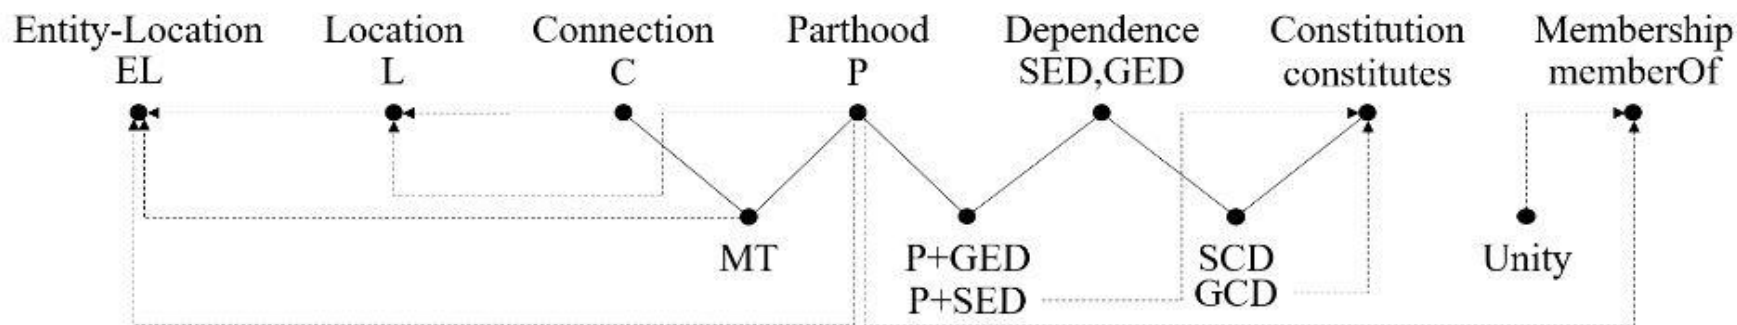 Entity-Location Location Connection Parthood Dependence Constitution Membership
EL L C P SED,GED constitutes memberOf
MT P+GED SCD Unity
P+SED GCD